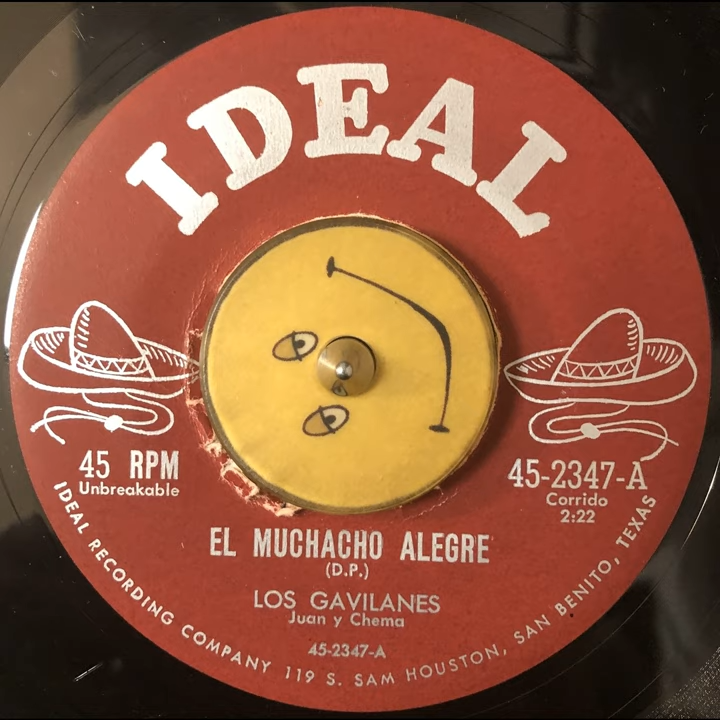 IDEAL
45 RPM
Unbreakable
45-2347-A
Corrido
2:22
EL MUCHACHO ALEGRE
(D.P.)
LOS GAVILANES
Juan y Chema
45-2347-A
IDEAL RECORDING COMPANY 119 S. SAM HOUSTON, SAN BENITO, TEXAS